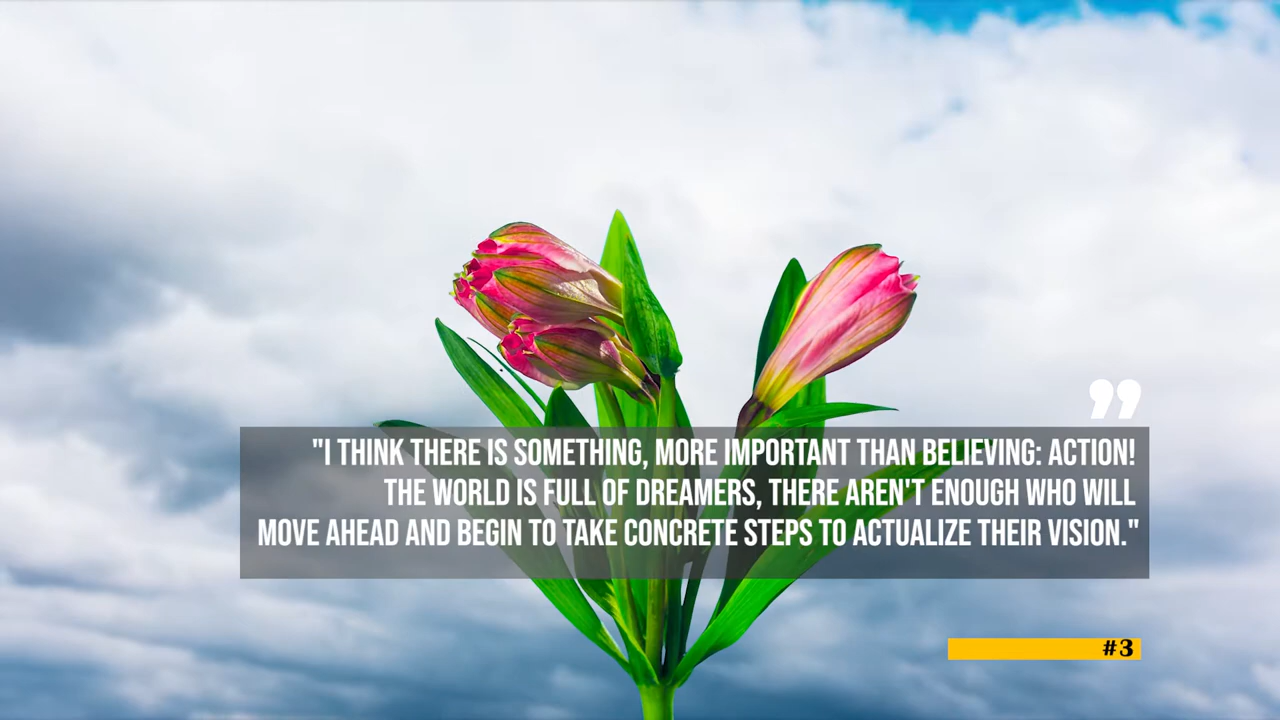 "I THINK THERE IS SOMETHING, MORE IMPORTANT THAN BELIEVING: ACTION!
THE WORLD IS FULL OF DREAMERS, THERE AREN'T ENOUGH WHO WILL
MOVE AHEAD AND BEGIN TO TAKE CONCRETE STEPS TO ACTUALIZE THEIR VISION."
#3